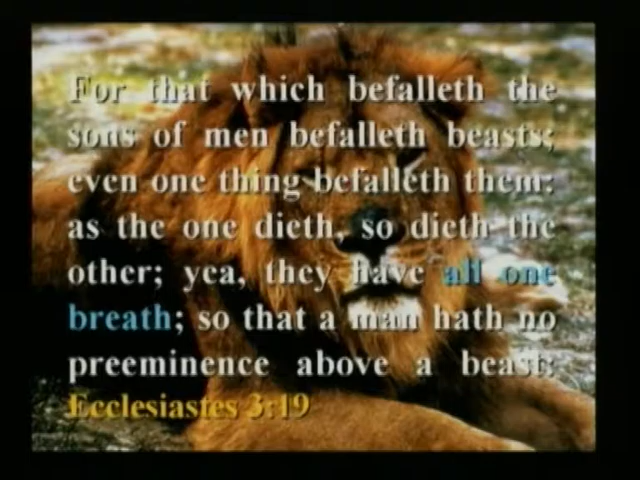 For that which befalleth the
sons of men befalleth beasts;
even one thing befalleth them:
as the one dieth, so dieth the
other; yea, they have all one
breath; so that a man hath no
preeminence above a beast:
Ecclesiastes 3:19